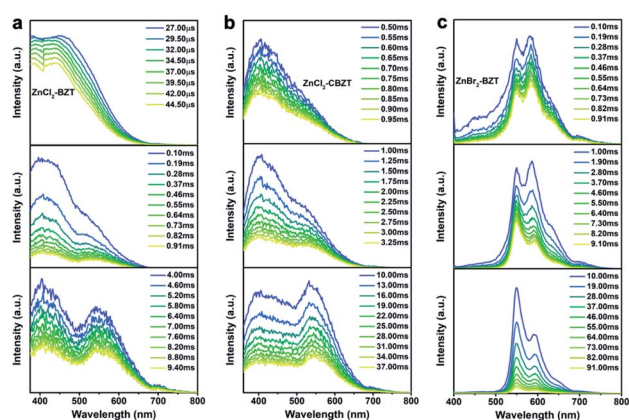 a
Intensity (a.u.)
ZnCl2-BZT
27.00μs
29.50μs
32.00μs
34.50μs
37.00μs
39.50μs
42.00μs
44.50μs
Intensity (a.u.)
0.10ms
0.19ms
0.28ms
0.37ms
0.46ms
0.55ms
0.64ms
0.73ms
0.82ms
0.91ms
Intensity (a.u.)
4.00ms
4.60ms
5.20ms
5.80ms
6.40ms
7.00ms
7.60ms
8.20ms
8.80ms
9.40ms
400 500 600 700 800
Wavelength (nm)
b
Intensity (a.u.)
ZnCl2-CBZT
0.50ms
0.55ms
0.60ms
0.65ms
0.70ms
0.75ms
0.80ms
0.85ms
0.90ms
0.95ms
Intensity (a.u.)
1.00ms
1.25ms
1.50ms
1.75ms
2.00ms
2.25ms
2.50ms
2.75ms
3.00ms
3.25ms
Intensity (a.u.)
10.00ms
13.00ms
16.00ms
19.00ms
22.00ms
25.00ms
28.00ms
31.00ms
34.00ms
37.00ms
400 500 600 700 800
Wavelength (nm)
c
Intensity (a.u.)
ZnBr2-BZT
0.10ms
0.19ms
0.28ms
0.37ms
0.46ms
0.55ms
0.64ms
0.73ms
0.82ms
0.91ms
Intensity (a.u.)
1.00ms
1.90ms
2.80ms
3.70ms
4.60ms
5.50ms
6.40ms
7.30ms
8.20ms
9.10ms
Intensity (a.u.)
10.00ms
19.00ms
28.00ms
37.00ms
46.00ms
55.00ms
64.00ms
73.00ms
82.00ms
91.00ms
400 500 600 700 800
Wavelength (nm)